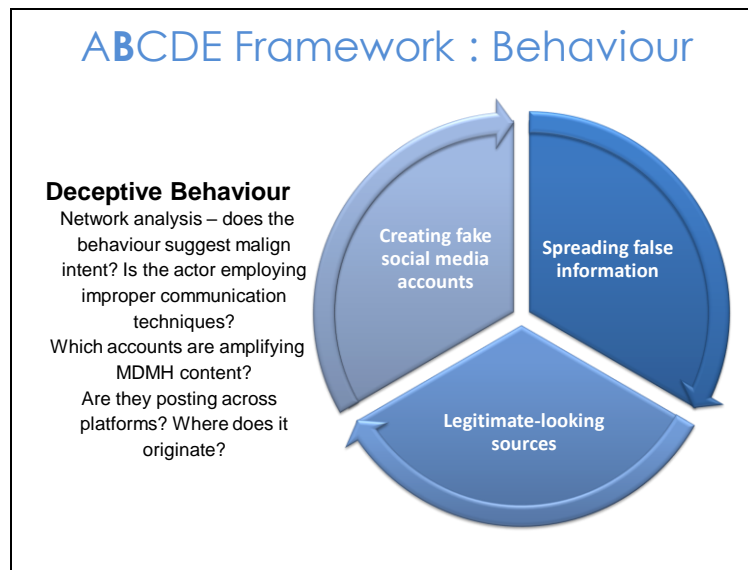 ABCDE Framework : Behaviour
Deceptive Behaviour
Network analysis – does the
behaviour suggest malign
intent? Is the actor employing
improper communication
techniques?
Which accounts are amplifying
MDMH content?
Are they posting across
platforms? Where does it
originate?
Creating fake
social media
accounts
Spreading false
information
Legitimate-looking
sources